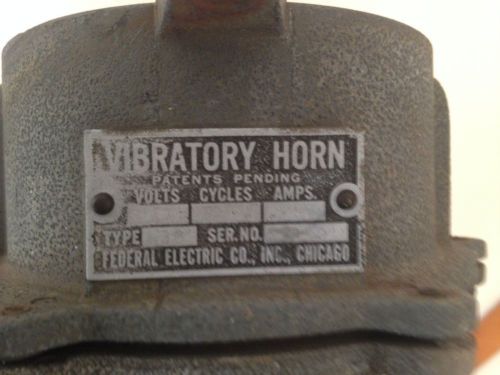 VIBRATORY HORN
PATENTS PENDING
VOLTS CYCLES AMPS.
TYPE SER.NO.
FEDERAL ELECTRIC CO., INC., CHICAGO